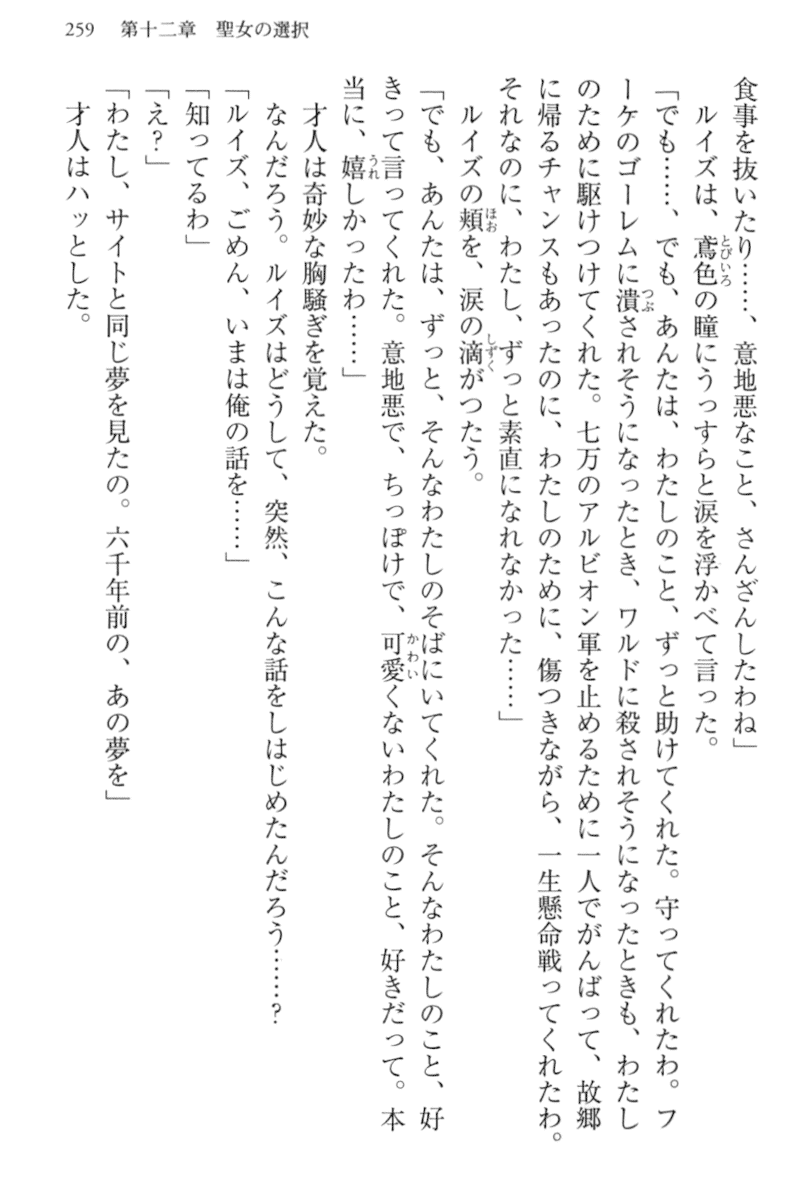 259　第十二章　聖女の選択
食事を抜いたり……、意地悪なこと、さんざんしたわね」
　ルイズは、鳶色の瞳にうっすらと涙を浮かべて言った。
「でも……、でも、あんたは、わたしのこと、ずっと助けてくれた。守ってくれたわ。フ
ーケのゴーレムに潰されそうになったとき、ワルドに殺されそうになったときも、わたし
のために駆けつけてくれた。七万のアルビオン軍を止めるために一人でがんばって、故郷
に帰るチャンスもあったのに、わたしのために、傷つきながら、一生懸命戦ってくれたわ。
それなのに、わたし、ずっと素直になれなかった……」
　ルイズの頬を、涙の滴がつたう。
「でも、あんたは、ずっと、そんなわたしのそばにいてくれた。そんなわたしのこと、好
きって言ってくれた。意地悪で、ちっぽけで、可愛くないわたしのこと、好きだって。本
当に、嬉しかったわ……」
　才人は奇妙な胸騒ぎを覚えた。
　なんだろう。ルイズはどうして、突然、こんな話をしはじめたんだろう……？
「ルイズ、ごめん、いまは俺の話を……」
「知ってるわ」
「え？」
「わたし、サイトと同じ夢を見たの。六千年前の、あの夢を」
　才人はハッとした。